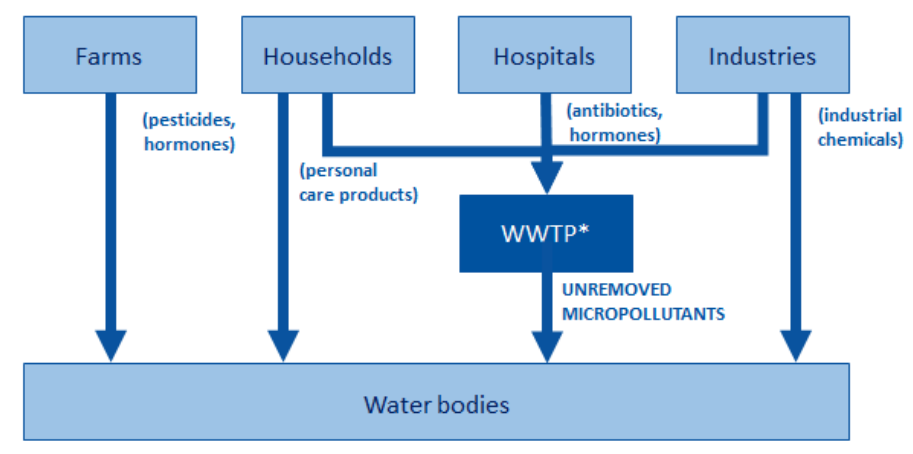 Farms
Households
Hospitals
Industries
(pesticides,
hormones)
(personal
care products)
(antibiotics,
hormones)
(industrial
chemicals)
WWTP*
UNREMOVED
MICROPOLLUTANTS
Water bodies